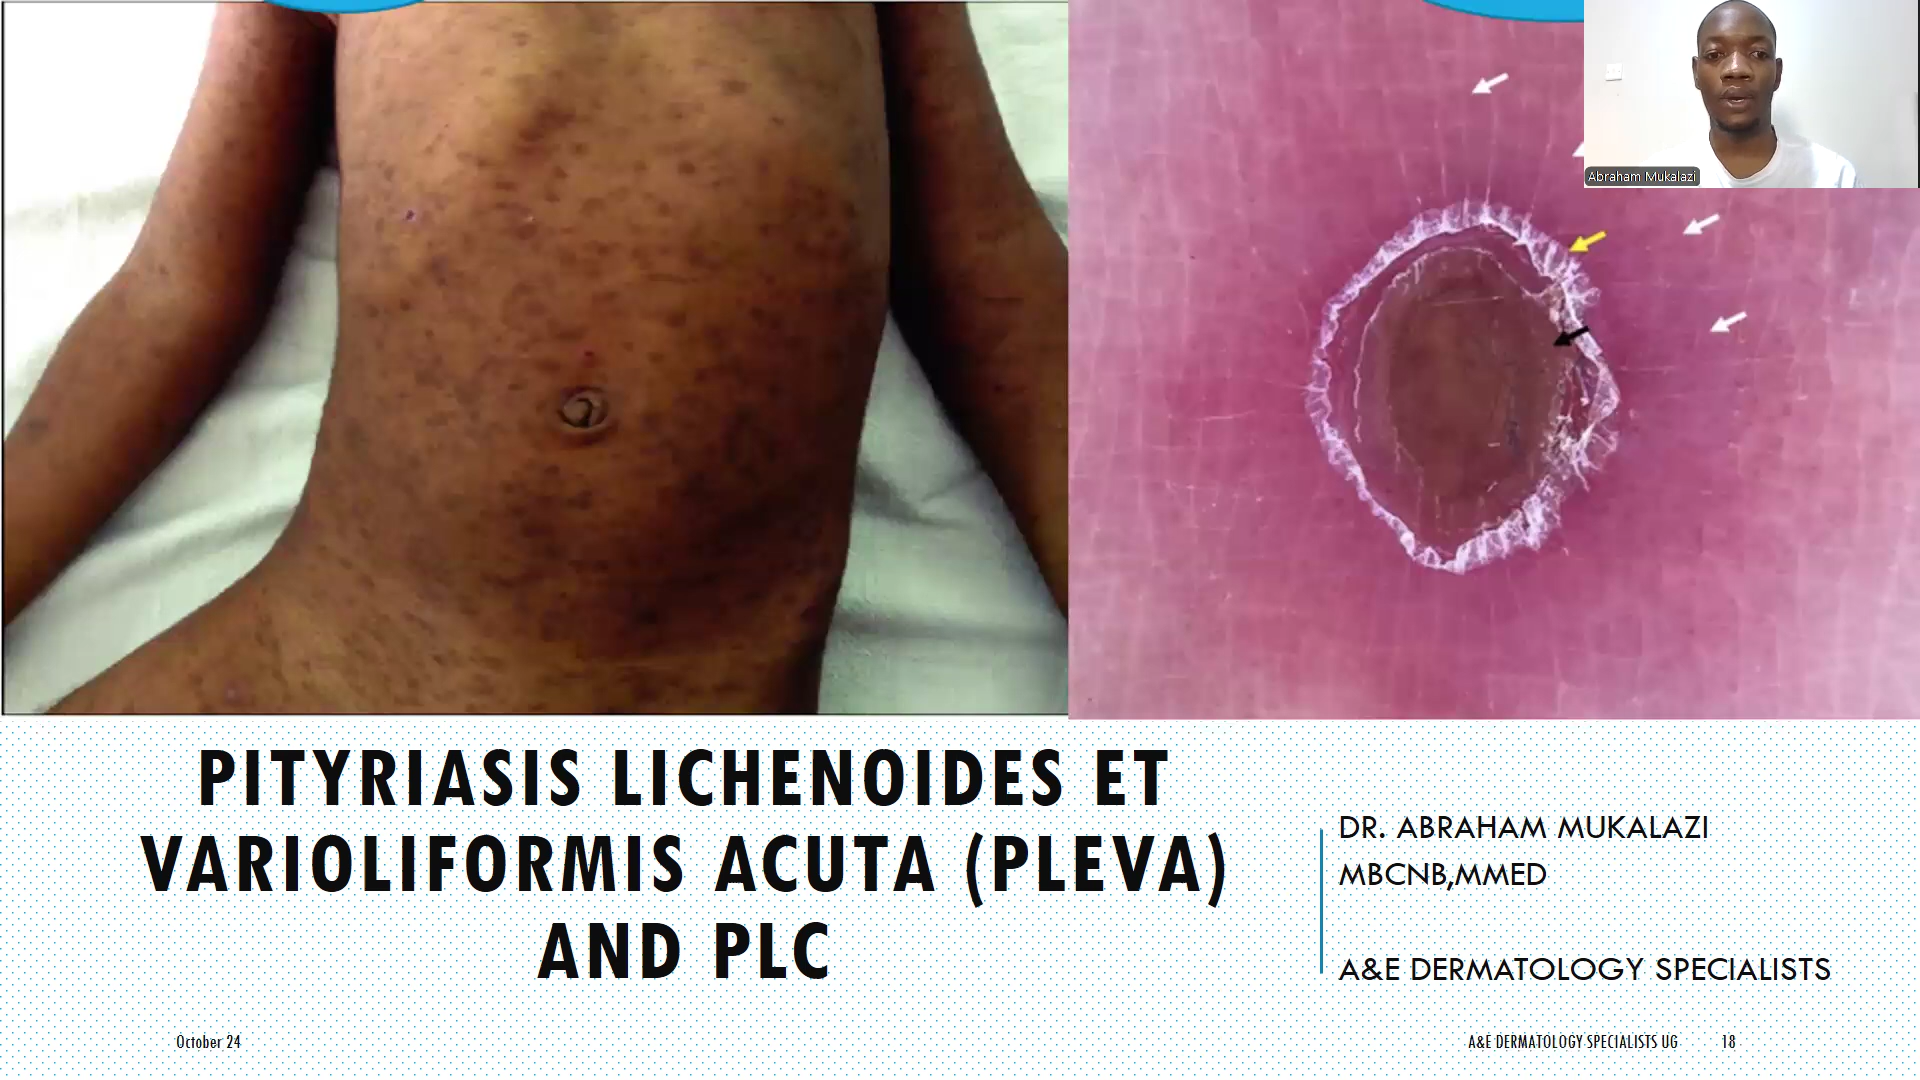 Abraham Mukalazi
PITYRIASIS LICHENOIDES ET
VARIOLIFORMIS ACUTA (PLEVA)
AND PLC
DR. ABRAHAM MUKALAZI
MBCNB,MMED
A&E DERMATOLOGY SPECIALISTS
October 24
A&E DERMATOLOGY SPECIALISTS UG
18